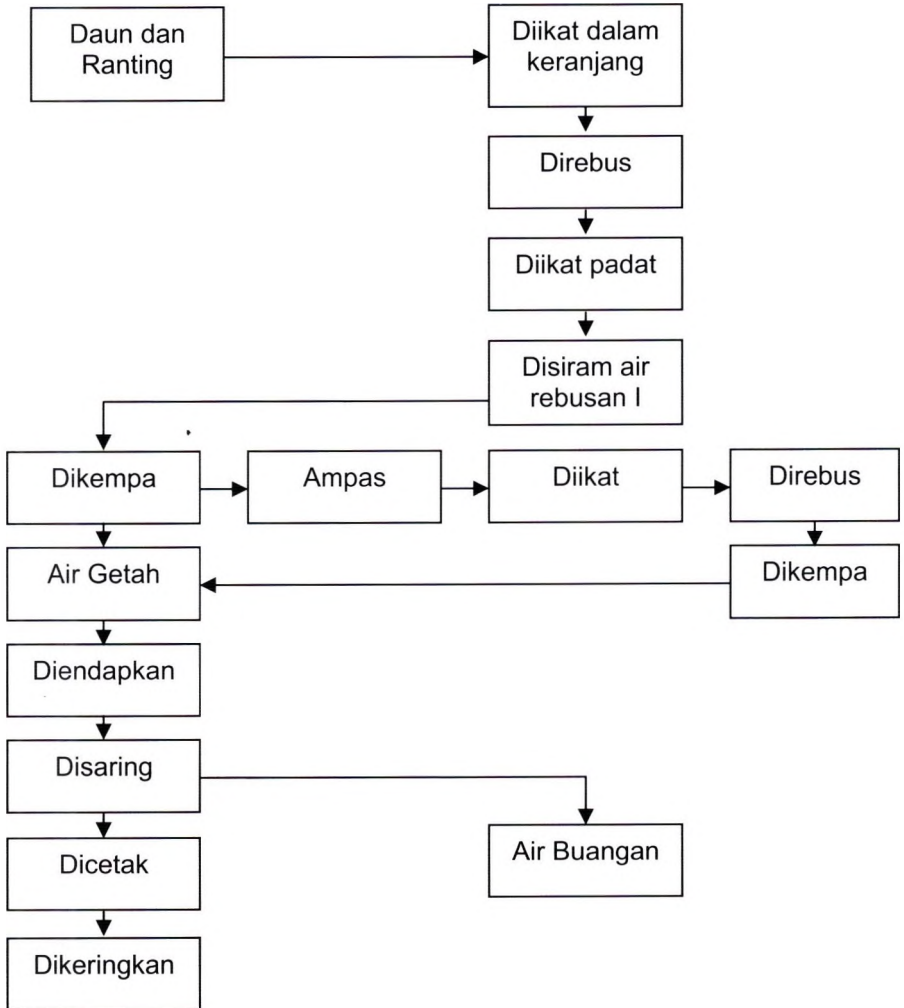 Daun dan
Ranting
Diikat dalam
keranjang
Direbus
Diikat padat
Disiram air
rebusan I
Dikempa
Ampas
Diikat
Direbus
Air Getah
Dikempa
Diendapkan
Disaring
Air Buangan
Dicetak
Dikeringkan